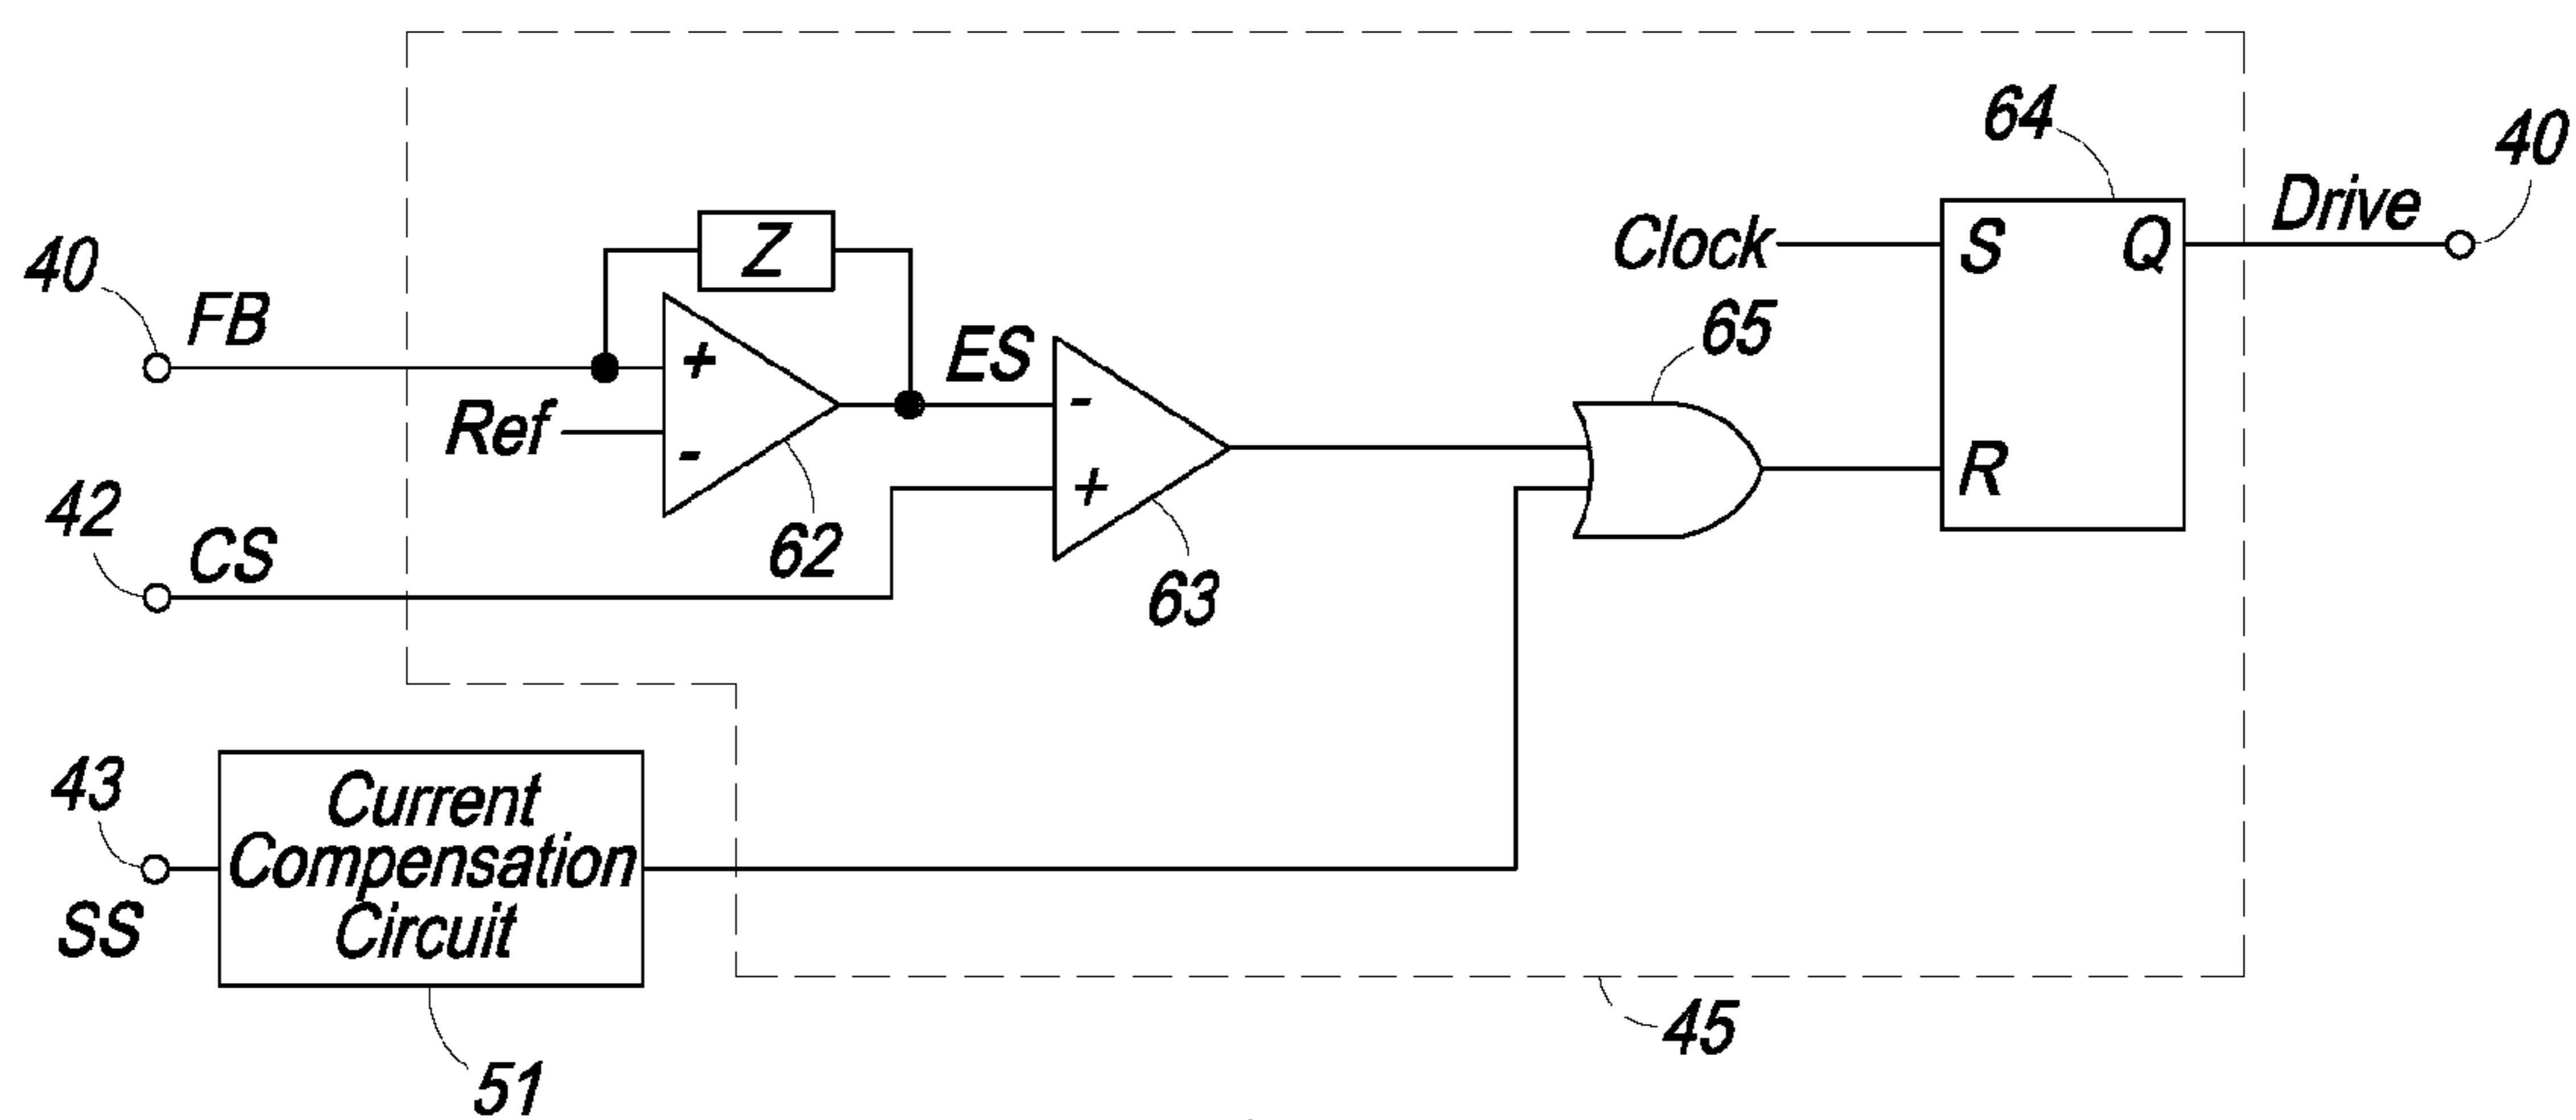 64
40
Drive
Clock
S
Q
Z
40
FB
65
+
ES
Ref
-
-
+
R
42
CS
62
63
43
SS
Current
Compensation
Circuit
45
51